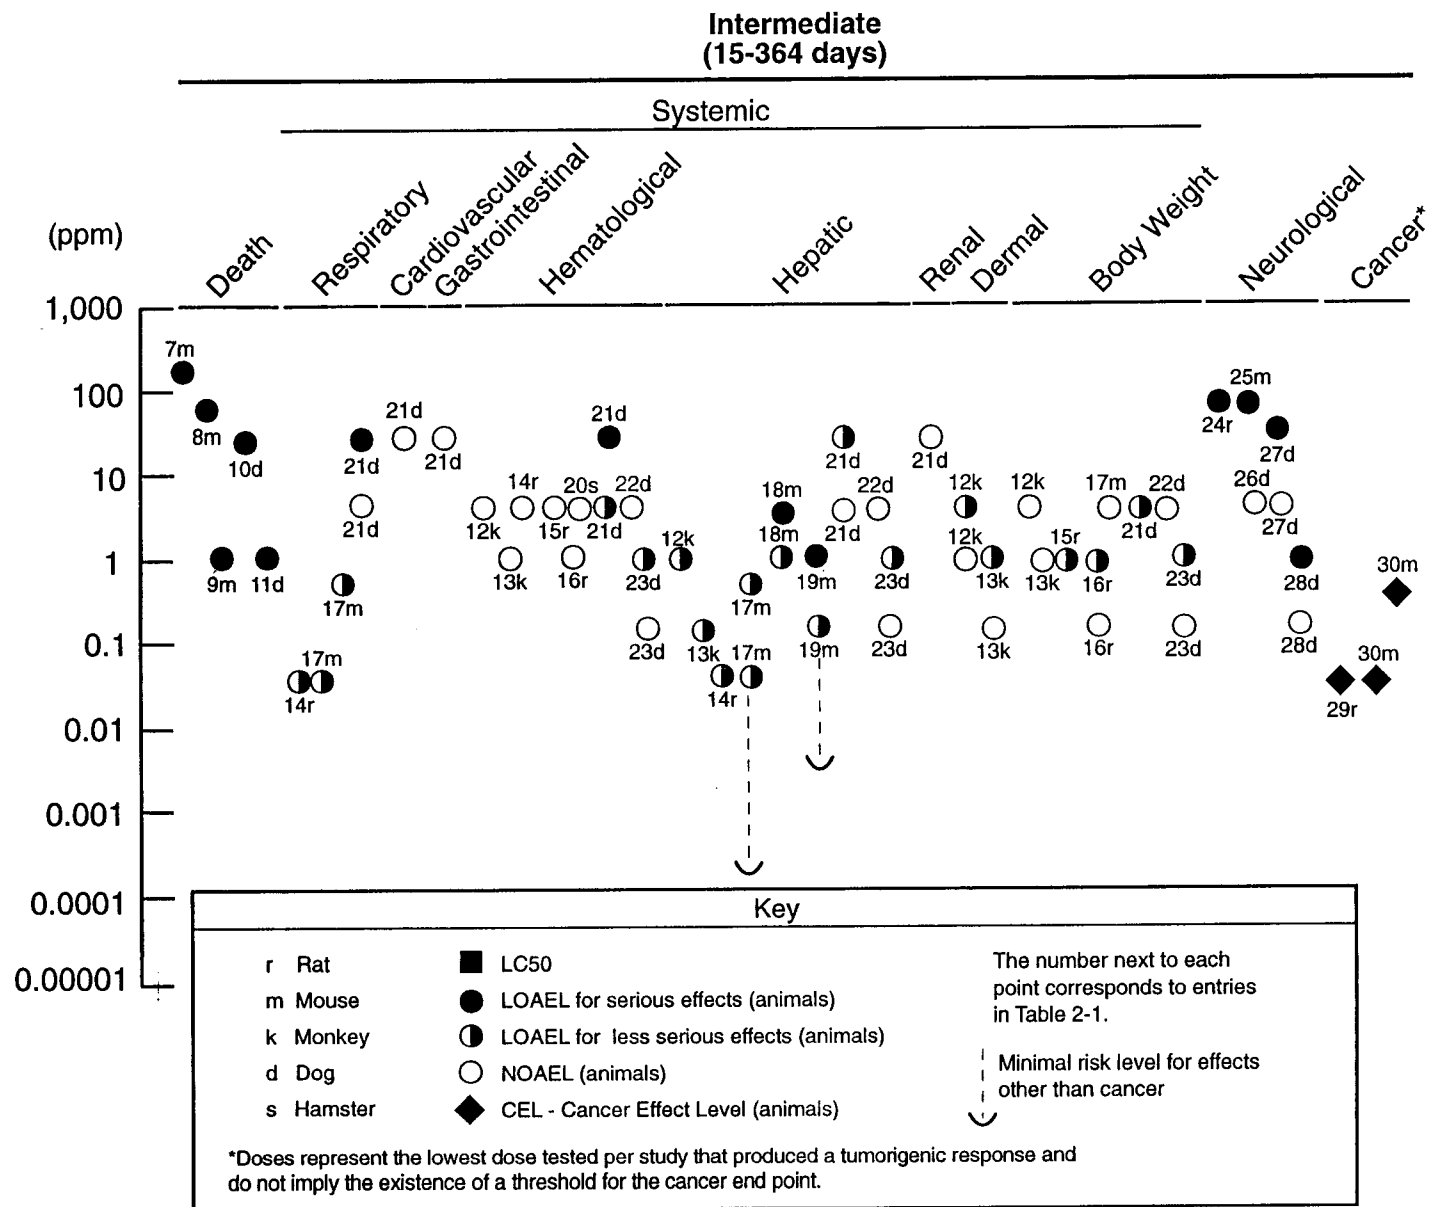 Intermediate
(15-364 days)
Systemic
(ppm)
Death
Respiratory
Cardiovascular
Gastrointestinal
Hematological
Hepatic
Renal
Dermal
Body Weight
Neurological
Cancer*
1,000
100
10
1
0.1
0.01
0.001
0.0001
0.00001
7m
8m
10d
9m
11d
14r
17m
17m
21d
21d
21d
21d
12k
14r
13k
15r
20s
16r
21d
21d
22d
23d
23d
12k
13k
14r
17m
17m
18m
18m
19m
19m
21d
21d
22d
23d
23d
21d
12k
12k
13k
13k
12k
13k
15r
17m
16r
16r
21d
22d
23d
23d
24r
25m
27d
26d
27d
28d
28d
29r
30m
30m
Key
r Rat
m Mouse
k Monkey
d Dog
s Hamster
LC50
LOAEL for serious effects (animals)
LOAEL for less serious effects (animals)
NOAEL (animals)
CEL - Cancer Effect Level (animals)
The number next to each
point corresponds to entries
in Table 2-1.
Minimal risk level for effects
other than cancer
*Doses represent the lowest dose tested per study that produced a tumorigenic response and
do not imply the existence of a threshold for the cancer end point.